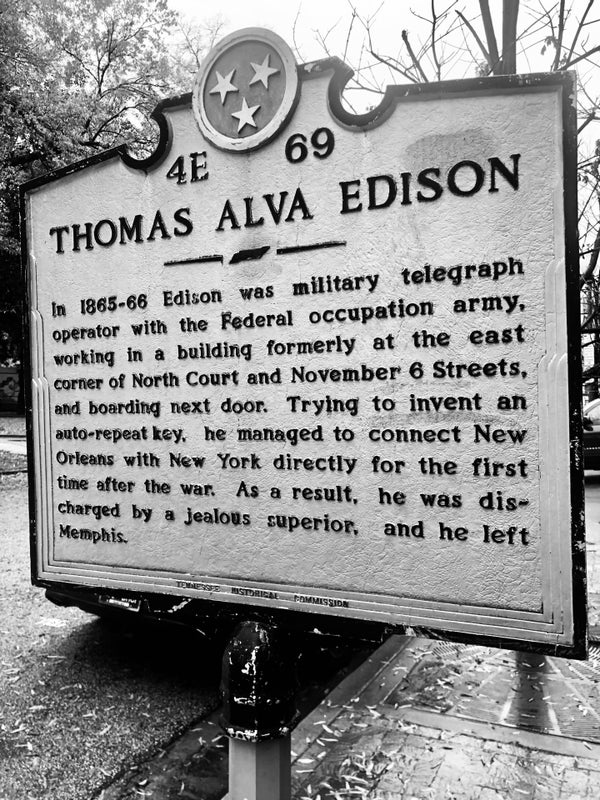 4E 69
THOMAS ALVA EDISON
In 1865-66 Edison was military telegraph
operator with the Federal occupation army,
working in a building formerly at the east
corner of North Court and November 6 Streets,
and boarding next door. Trying to invent an
auto-repeat key, he managed to connect New
Orleans with New York directly for the first
time after the war. As a result, he was dis-
charged by a jealous superior, and he left
Memphis.
TENNESSEE HISTORICAL COMMISSION